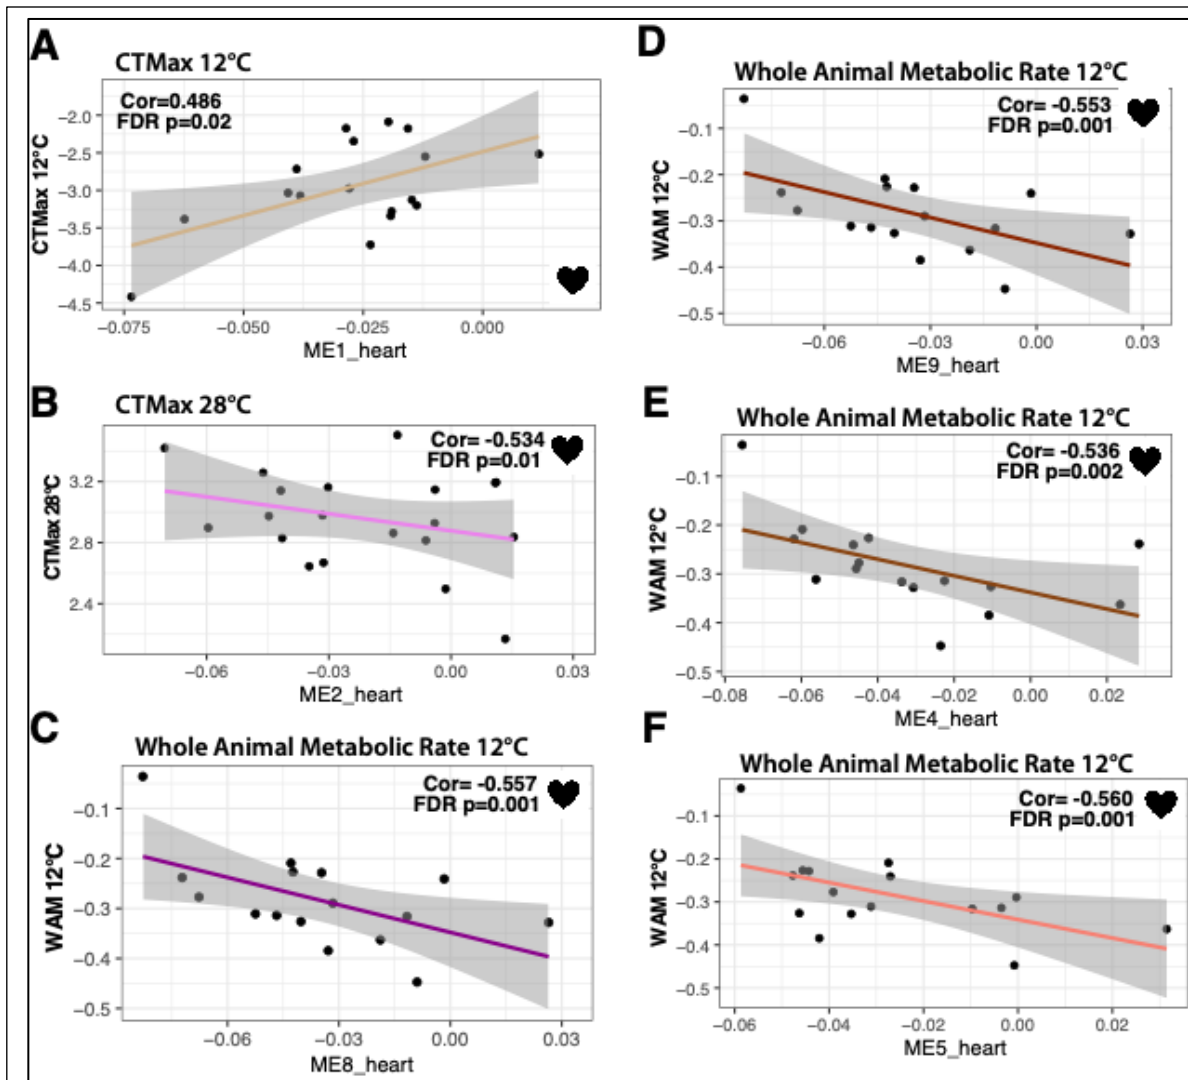 A
CTMax 12°C
Cor=0.486
FDR p=0.02
CTMax 12°C
−2.0
−2.5
−3.0
−3.5
−4.0
−4.5
−0.075
−0.050
−0.025
0.000
ME1_heart
B
CTMax 28°C
Cor= -0.534
FDR p=0.01
CTMax 28°C
3.2
2.8
2.4
−0.06
−0.03
0.00
0.03
ME2_heart
C
Whole Animal Metabolic Rate 12°C
Cor= -0.557
FDR p=0.001
WAM 12°C
−0.1
−0.2
−0.3
−0.4
−0.5
−0.06
−0.03
0.00
0.03
ME8_heart
D
Whole Animal Metabolic Rate 12°C
Cor= -0.553
FDR p=0.001
WAM 12°C
−0.1
−0.2
−0.3
−0.4
−0.5
−0.06
−0.03
0.00
0.03
ME9_heart
E
Whole Animal Metabolic Rate 12°C
Cor= -0.536
FDR p=0.002
WAM 12°C
−0.1
−0.2
−0.3
−0.4
−0.5
−0.08
−0.06
−0.04
−0.02
0.00
0.02
ME4_heart
F
Whole Animal Metabolic Rate 12°C
Cor= -0.560
FDR p=0.001
WAM 12°C
−0.1
−0.2
−0.3
−0.4
−0.5
−0.06
−0.04
−0.02
0.00
0.02
ME5_heart